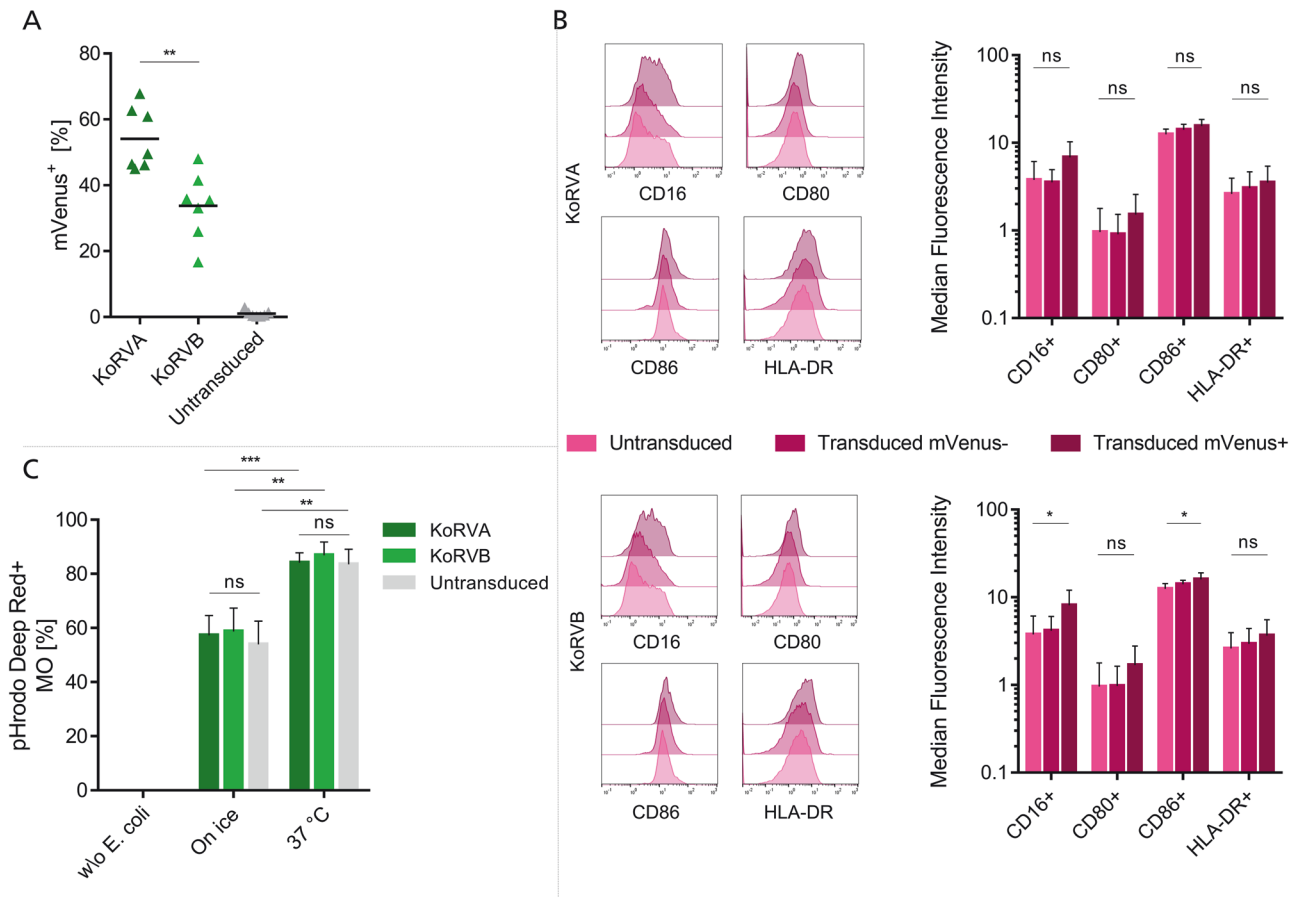 A
mVenus+ [%]
80
60
40
20
0
**
KoRVA
KoRVB
Untransduced
B
KoRVA
CD16
CD80
CD86
HLA-DR
Median Fluorescence Intensity
100
10
1
0.1
ns
ns
ns
ns
CD16+
CD80+
CD86+
HLA-DR+
Untransduced
Transduced mVenus-
Transduced mVenus+
C
pHrodo Deep Red+
MO [%]
100
80
60
40
20
0
***
**
**
ns
ns
w\o E. coli
On ice
37 °C
KoRVA
KoRVB
Untransduced
KoRVB
CD16
CD80
CD86
HLA-DR
Median Fluorescence Intensity
100
10
1
0.1
*
ns
*
ns
CD16+
CD80+
CD86+
HLA-DR+